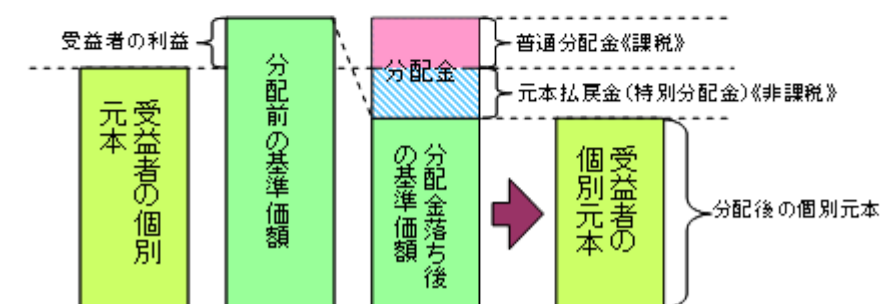 受益者の利益
普通分配金《課税》
分配金
元本払戻金(特別分配金)《非課税》
受益者の個別
元本
分配前の基準価額
分配金落ち後
の基準価額
受益者の
個別元本
分配後の個別元本